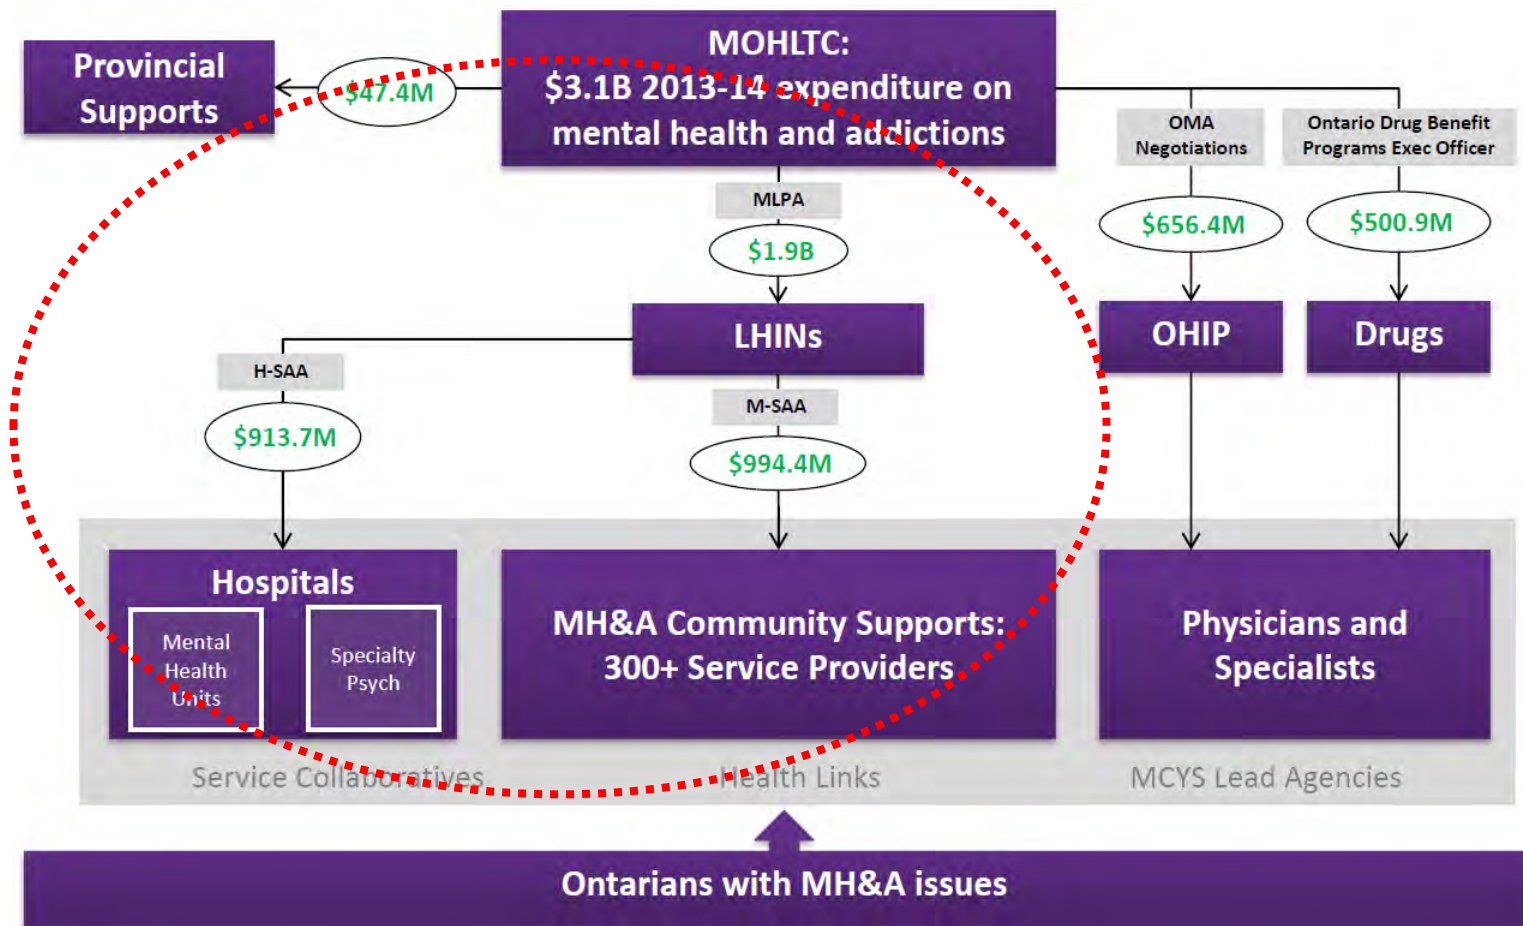 Provincial
Supports
$47.4M
MOHLTC:
$3.1B 2013-14 expenditure on
mental health and addictions
OMA
Negotiations
Ontario Drug Benefit
Programs Exec Officer
MLPA
$1.9B
$656.4M
$500.9M
LHINs
OHIP
Drugs
H-SAA
M-SAA
$913.7M
$994.4M
Hospitals
Mental
Health
Units
Specialty
Psych
MH&A Community Supports:
300+ Service Providers
Physicians and
Specialists
Service Collaboratives
Health Links
MCYS Lead Agencies
Ontarians with MH&A issues